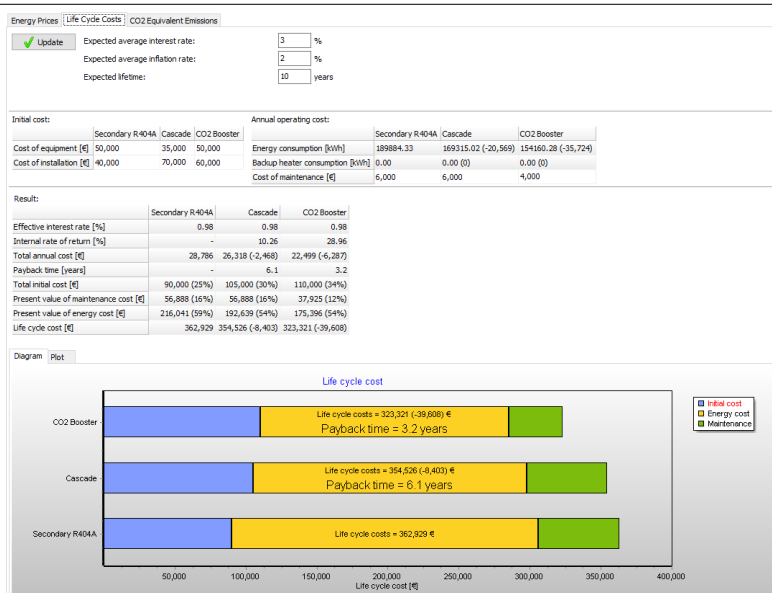 Energy Prices Life Cycle Costs CO2 Equivalent Emissions
Update Expected average interest rate: 3 %
Expected average inflation rate: 2 %
Expected lifetime: 10 years
Initial cost: Annual operating cost:
Secondary R404A Cascade CO2 Booster Secondary R404A Cascade CO2 Booster
Cost of equipment [€] 50,000 35,000 50,000 Energy consumption [kWh] 189884.33 169315.02 (-20,569) 154160.28 (-35,724)
Cost of installation [€] 40,000 70,000 60,000 Backup heater consumption [kWh] 0.00 0.00 (0) 0.00 (0)
Cost of maintenance [€] 6,000 6,000 4,000
Result:
Secondary R404A Cascade CO2 Booster
Effective interest rate [%] 0.98 0.98 0.98
Internal rate of return [%] - 10.26 28.96
Total annual cost [€] 28,786 26,318 (-2,468) 22,499 (-6,287)
Payback time [years] - 6.1 3.2
Total initial cost [€] 90,000 (25%) 105,000 (30%) 110,000 (34%)
Present value of maintenance cost [€] 56,888 (16%) 56,888 (16%) 37,925 (12%)
Present value of energy cost [€] 216,041 (59%) 192,639 (54%) 175,396 (54%)
Life cycle cost [€] 362,929 354,526 (-8,403) 323,321 (-39,608)
Diagram Plot
Life cycle cost
CO2 Booster
Life cycle costs = 323,321 (-39,608) €
Payback time = 3.2 years
Cascade
Life cycle costs = 354,526 (-8,403) €
Payback time = 6.1 years
Secondary R404A
Life cycle costs = 362,929 €
50,000 100,000 150,000 200,000 250,000 300,000 350,000 400,000
Life cycle cost [€]
Initial cost
Energy cost
Maintenance